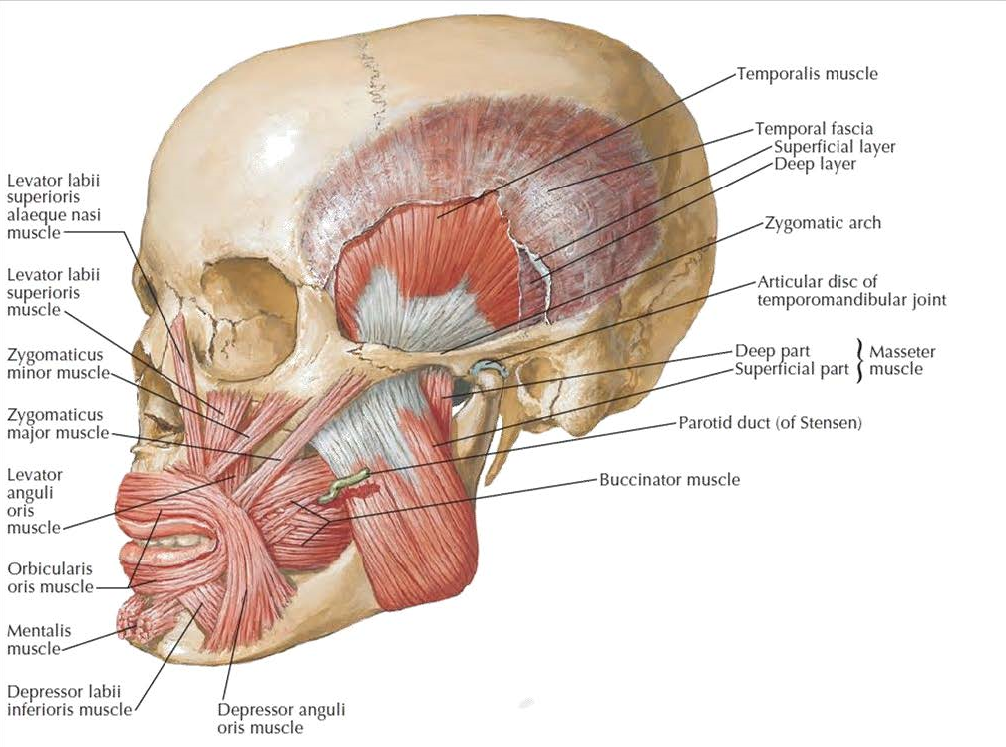 Temporalis muscle
Temporal fascia
Superficial layer
Deep layer
Zygomatic arch
Articular disc of
temporomandibular joint
Deep part
Superficial part
Masseter
muscle
Parotid duct (of Stensen)
Buccinator muscle
Levator labii
superioris
alaeque nasi
muscle
Levator labii
superioris
muscle
Zygomaticus
minor muscle
Zygomaticus
major muscle
Levator
anguli
oris
muscle
Orbicularis
oris muscle
Mentalis
muscle
Depressor labii
inferioris muscle
Depressor anguli
oris muscle